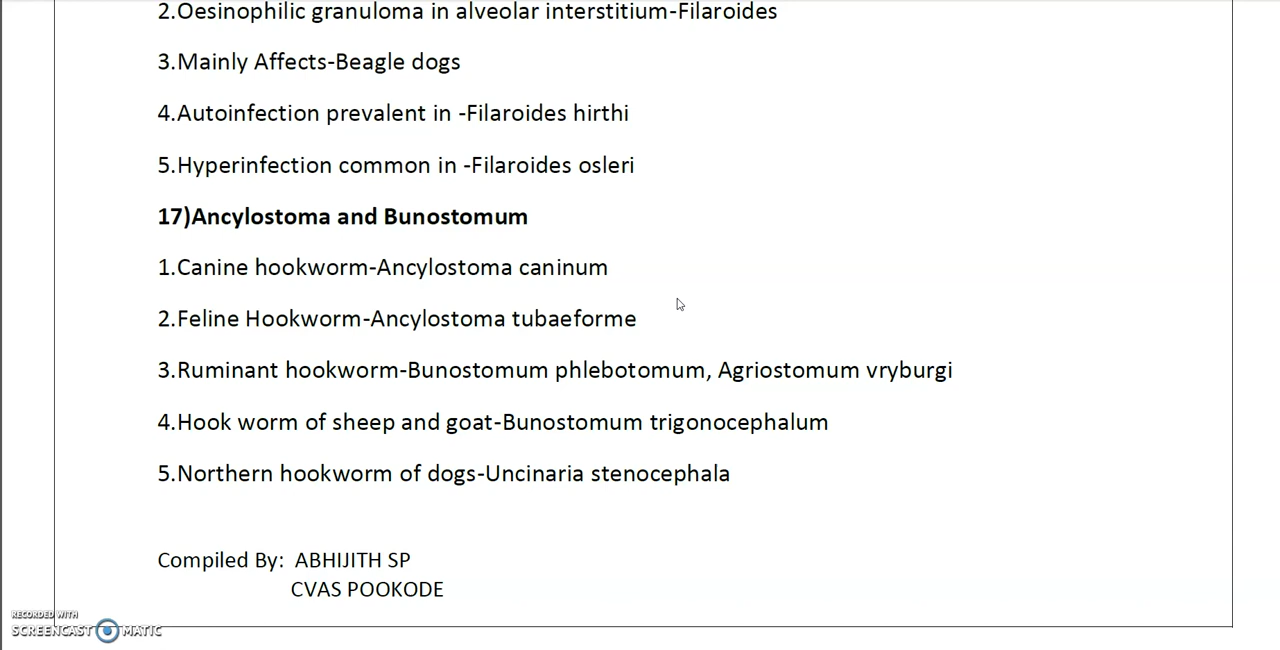 2.Oesinophilic granuloma in alveolar interstitium-Filaroides
3.Mainly Affects-Beagle dogs
4.Autoinfection prevalent in -Filaroides hirthi
5.Hyperinfection common in -Filaroides osleri
17)Ancylostoma and Bunostomum
1.Canine hookworm-Ancylostoma caninum
2.Feline Hookworm-Ancylostoma tubaeforme
3.Ruminant hookworm-Bunostomum phlebotomum, Agriostomum vryburgi
4.Hook worm of sheep and goat-Bunostomum trigonocephalum
5.Northern hookworm of dogs-Uncinaria stenocephala
Compiled By: ABHIJITH SP
CVAS POOKODE
RECORDED WITH
SCREENCAST MATIC